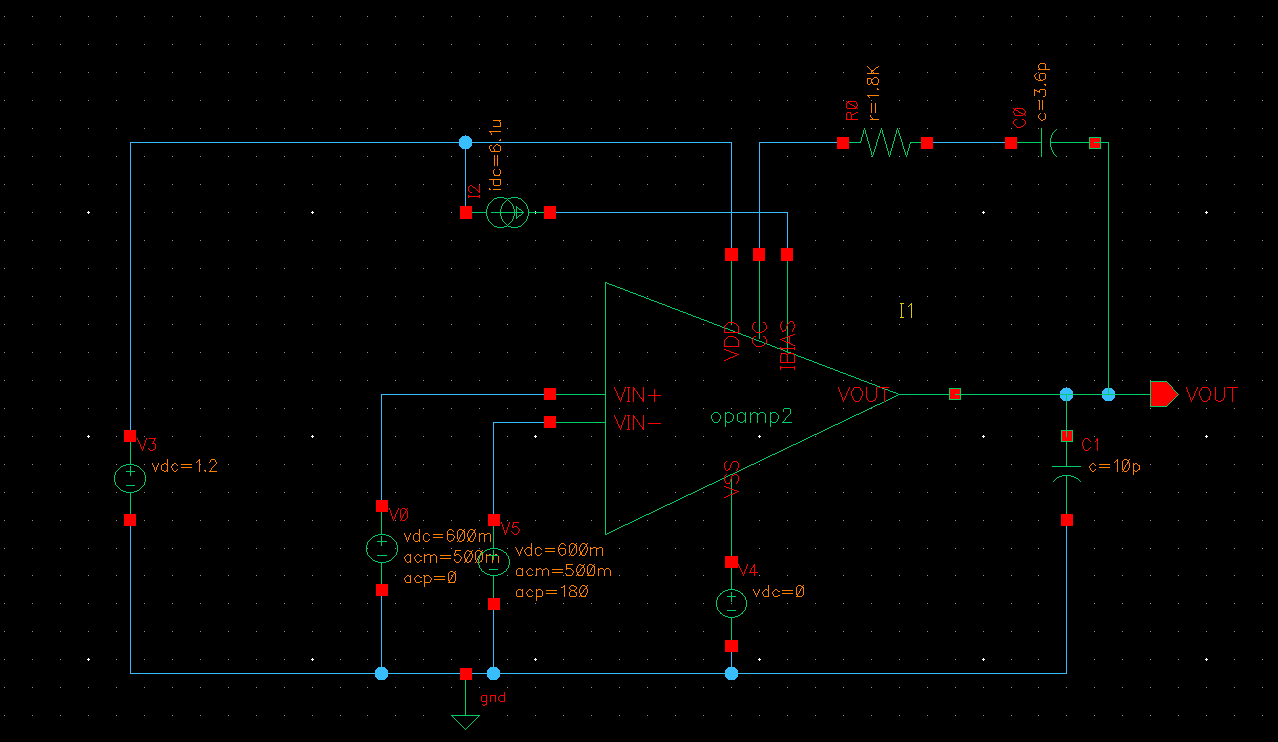 R0
r=1.8K
C0
c=3.6p
I2
idc=6.1u
I1
VDD
CC
IBIAS
VIN+
VIN-
opamp2
VOUT
VSS
VOUT
V3
vdc=1.2
C1
c=10p
V0
vdc=600m
acm=500m
acp=0
V5
vdc=600m
acm=500m
acp=180
V4
vdc=0
gnd